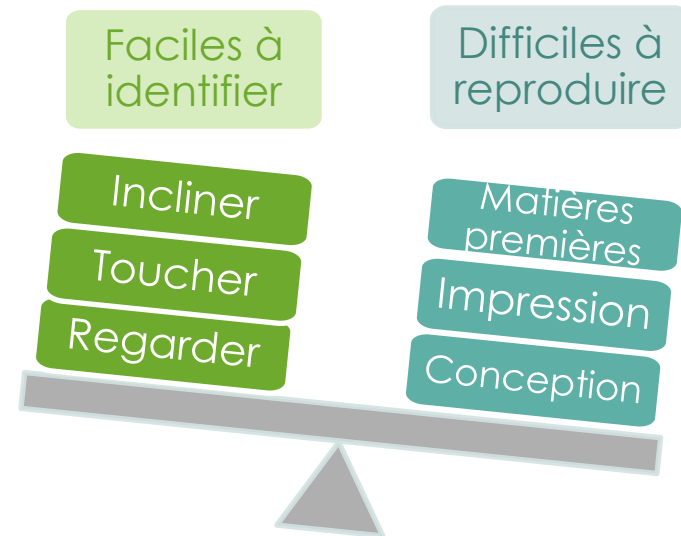 Faciles à
identifier
Difficiles à
reproduire
Incliner
Toucher
Regarder
Matières
premières
Impression
Conception